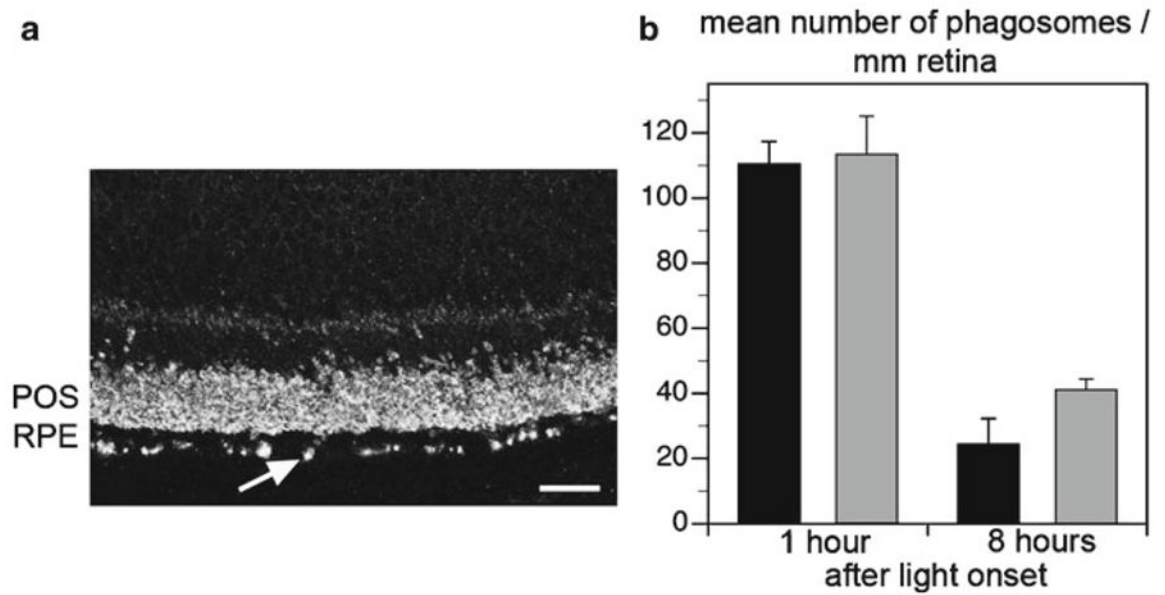 a
POS
RPE
b
mean number of phagosomes /
mm retina
120
100
80
60
40
20
0
1 hour
8 hours
after light onset